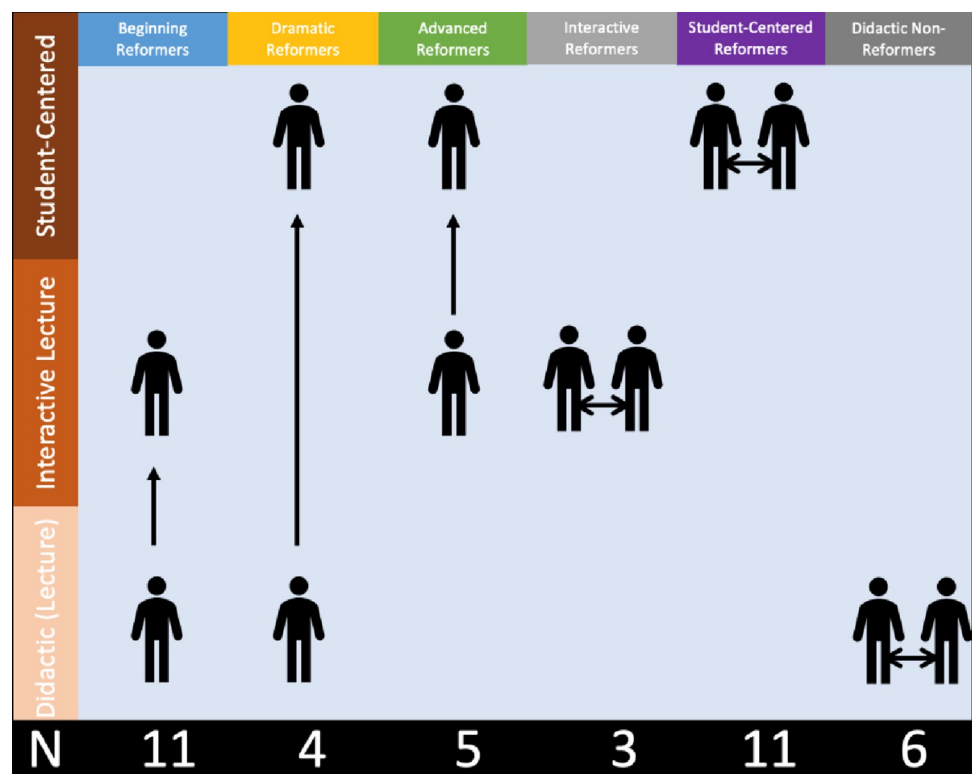 Beginning
Reformers
Dramatic
Reformers
Advanced
Reformers
Interactive
Reformers
Student-Centered
Reformers
Didactic Non-
Reformers
Student-Centered
Interactive Lecture
Didactic (Lecture)
N 11 4 5 3 11 6